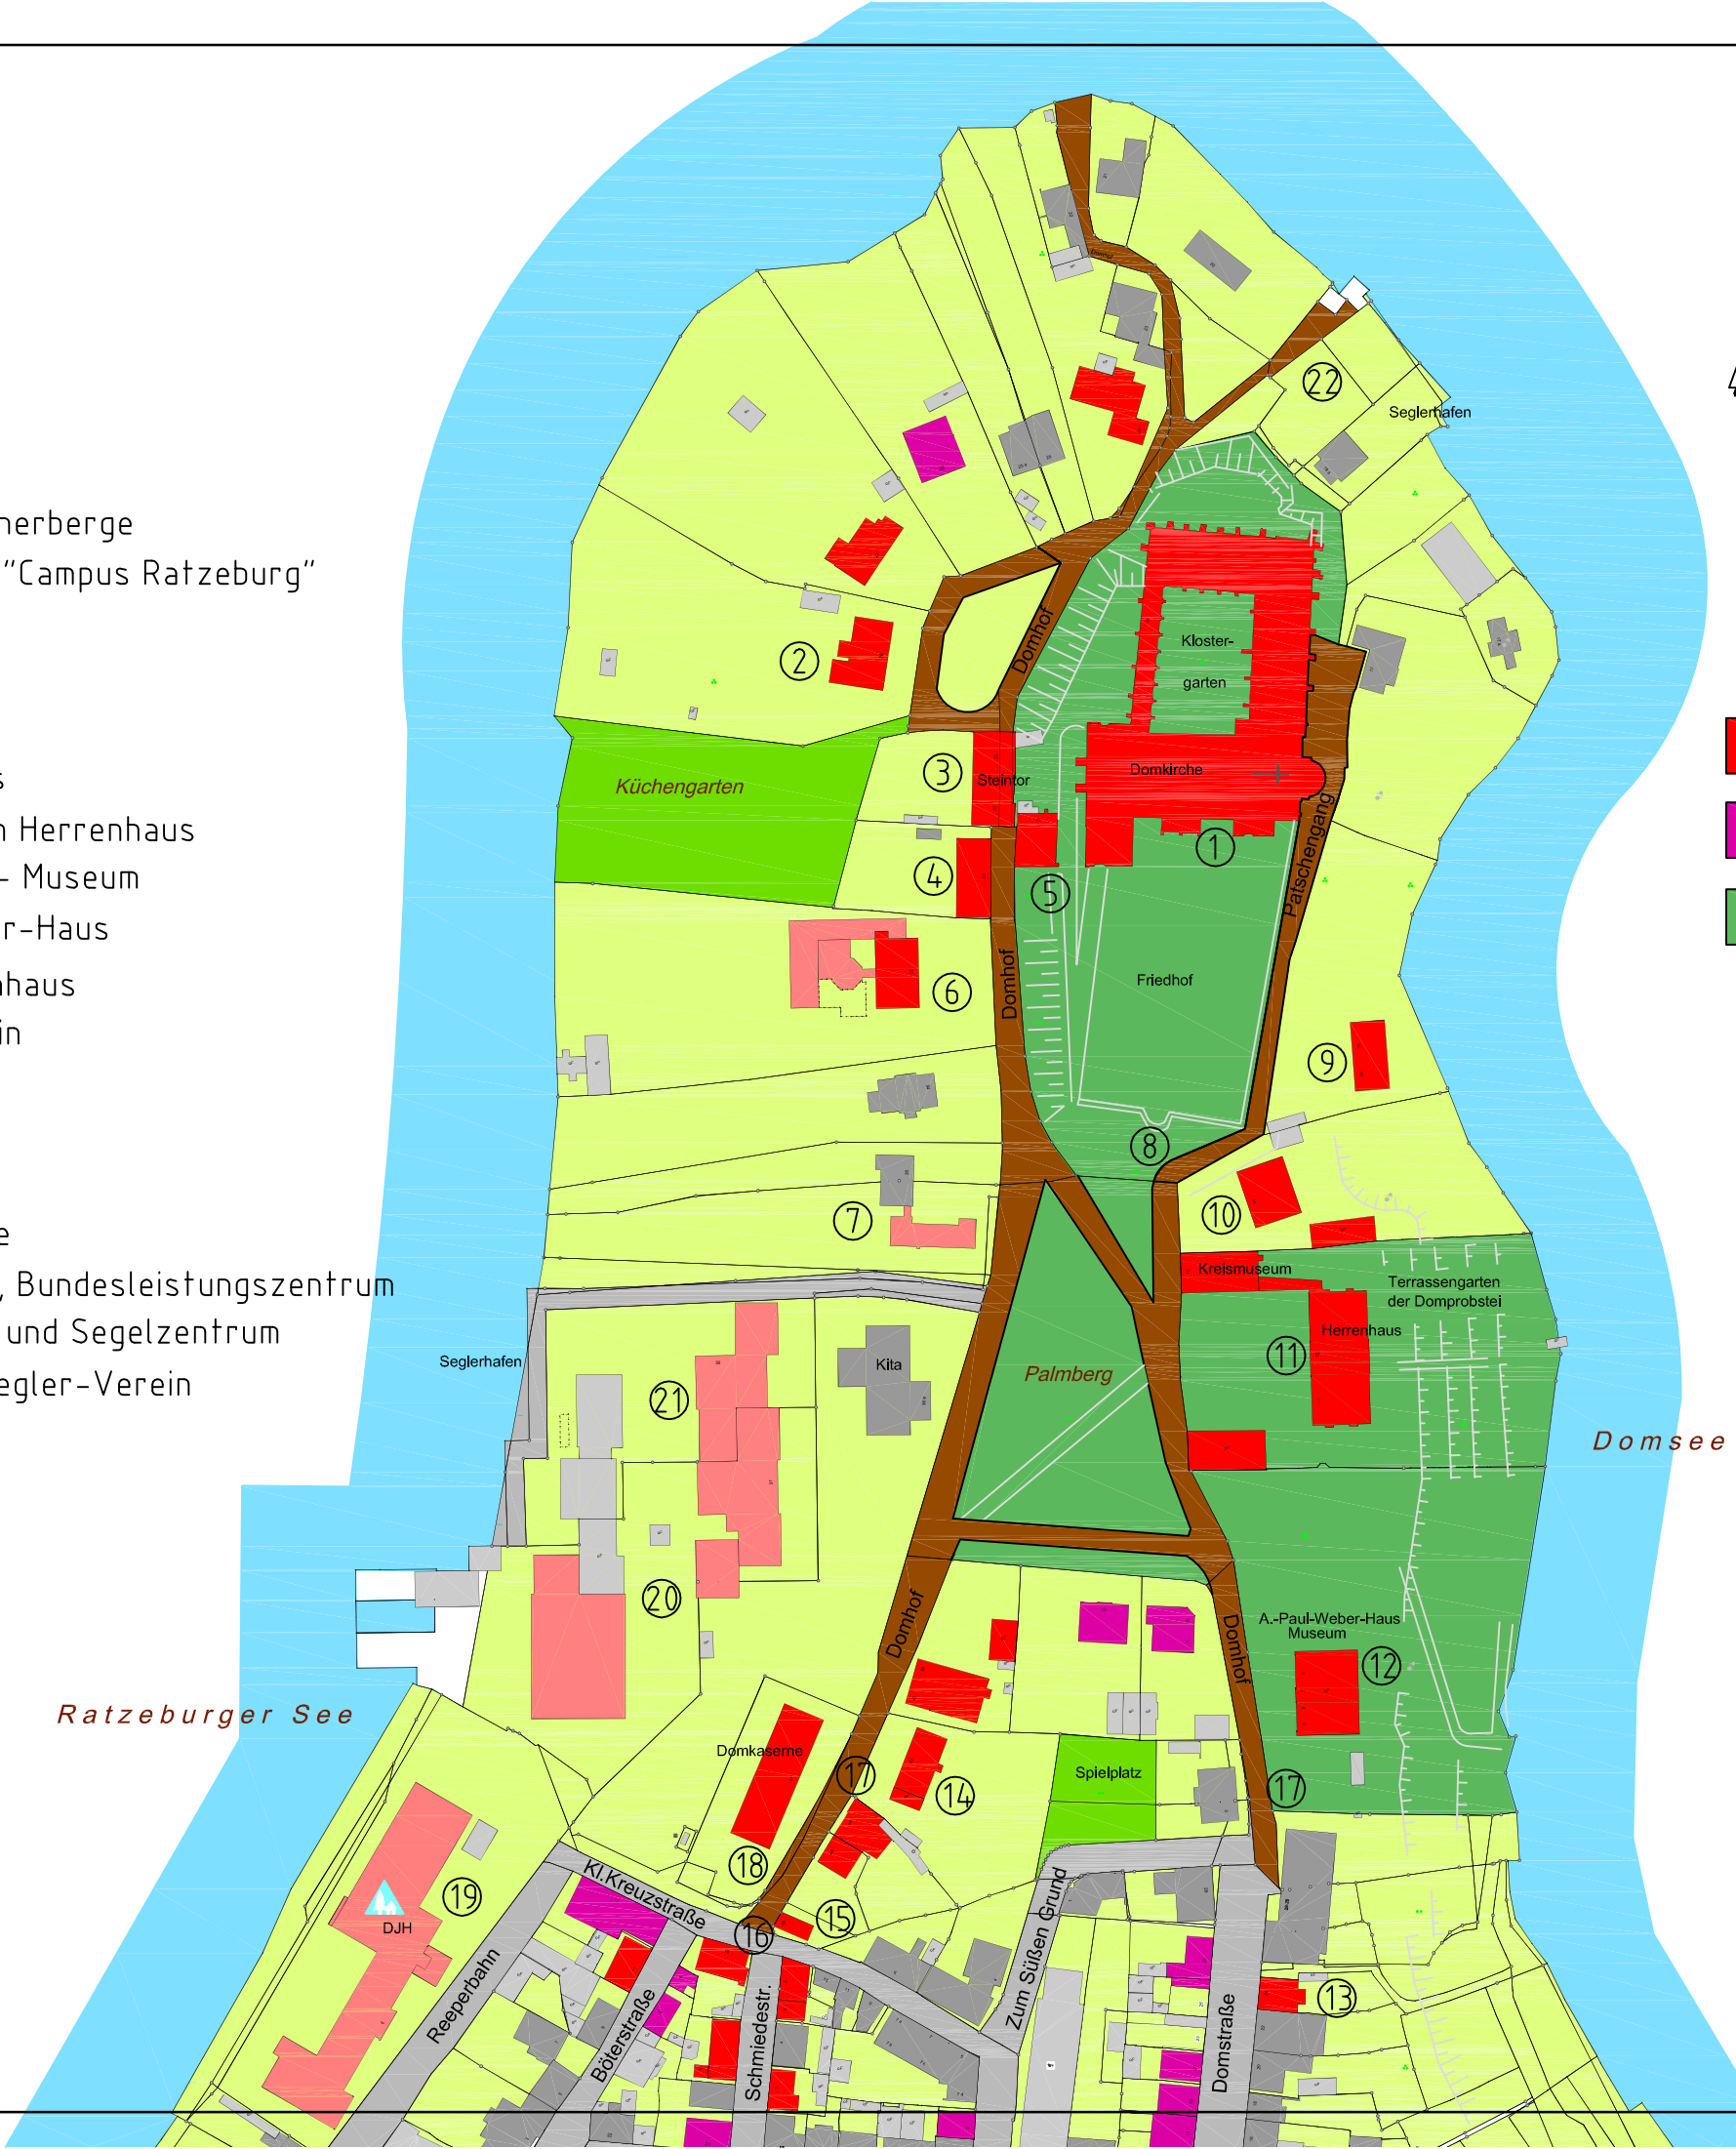 nerberge
"Campus Ratzeburg"
s
n Herrenhaus
- Museum
r-Haus
nhaus
in
e
, Bundesleistungszentrum
und Segelzentrum
egler-Verein
4
22
Seglerhafen
Domhof
Kloster-
garten
2
3
Steintor
Domkirche
Küchengarten
1
4
5
Patschengang
Friedhof
6
Domhof
9
8
7
10
Kreismuseum
Terrassengarten
der Domprobstei
Herrenhaus
11
Seglerhafen
Kita
Palmberg
21
Domsee
20
Domhof
Domhof
A.-Paul-Weber-Haus
Museum
12
Ratzeburger See
Domkaserne
17
14
Spielplatz
17
18
Kl.Kreuzstraße
19
DJH
15
16
Zum Süßen Grund
Reeperbahn
Böterstraße
Schmiedestr.
Domstraße
13